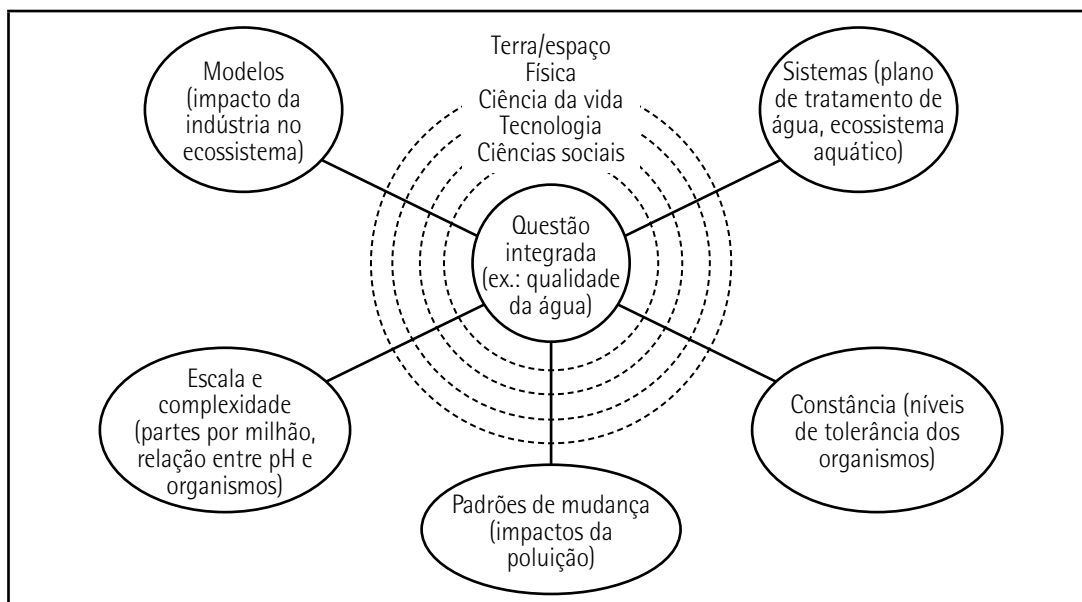 Terra/espaço
Física
Ciência da vida
Tecnologia
Ciências sociais
Modelos
(impacto da
indústria no
ecossistema)
Sistemas (plano
de tratamento de
água, ecossistema
aquático)
Questão
integrada
(ex.: qualidade
da água)
Escala e
complexidade
(partes por milhão,
relação entre pH e
organismos)
Constância (níveis
de tolerância dos
organismos)
Padrões de mudança
(impactos da
poluição)